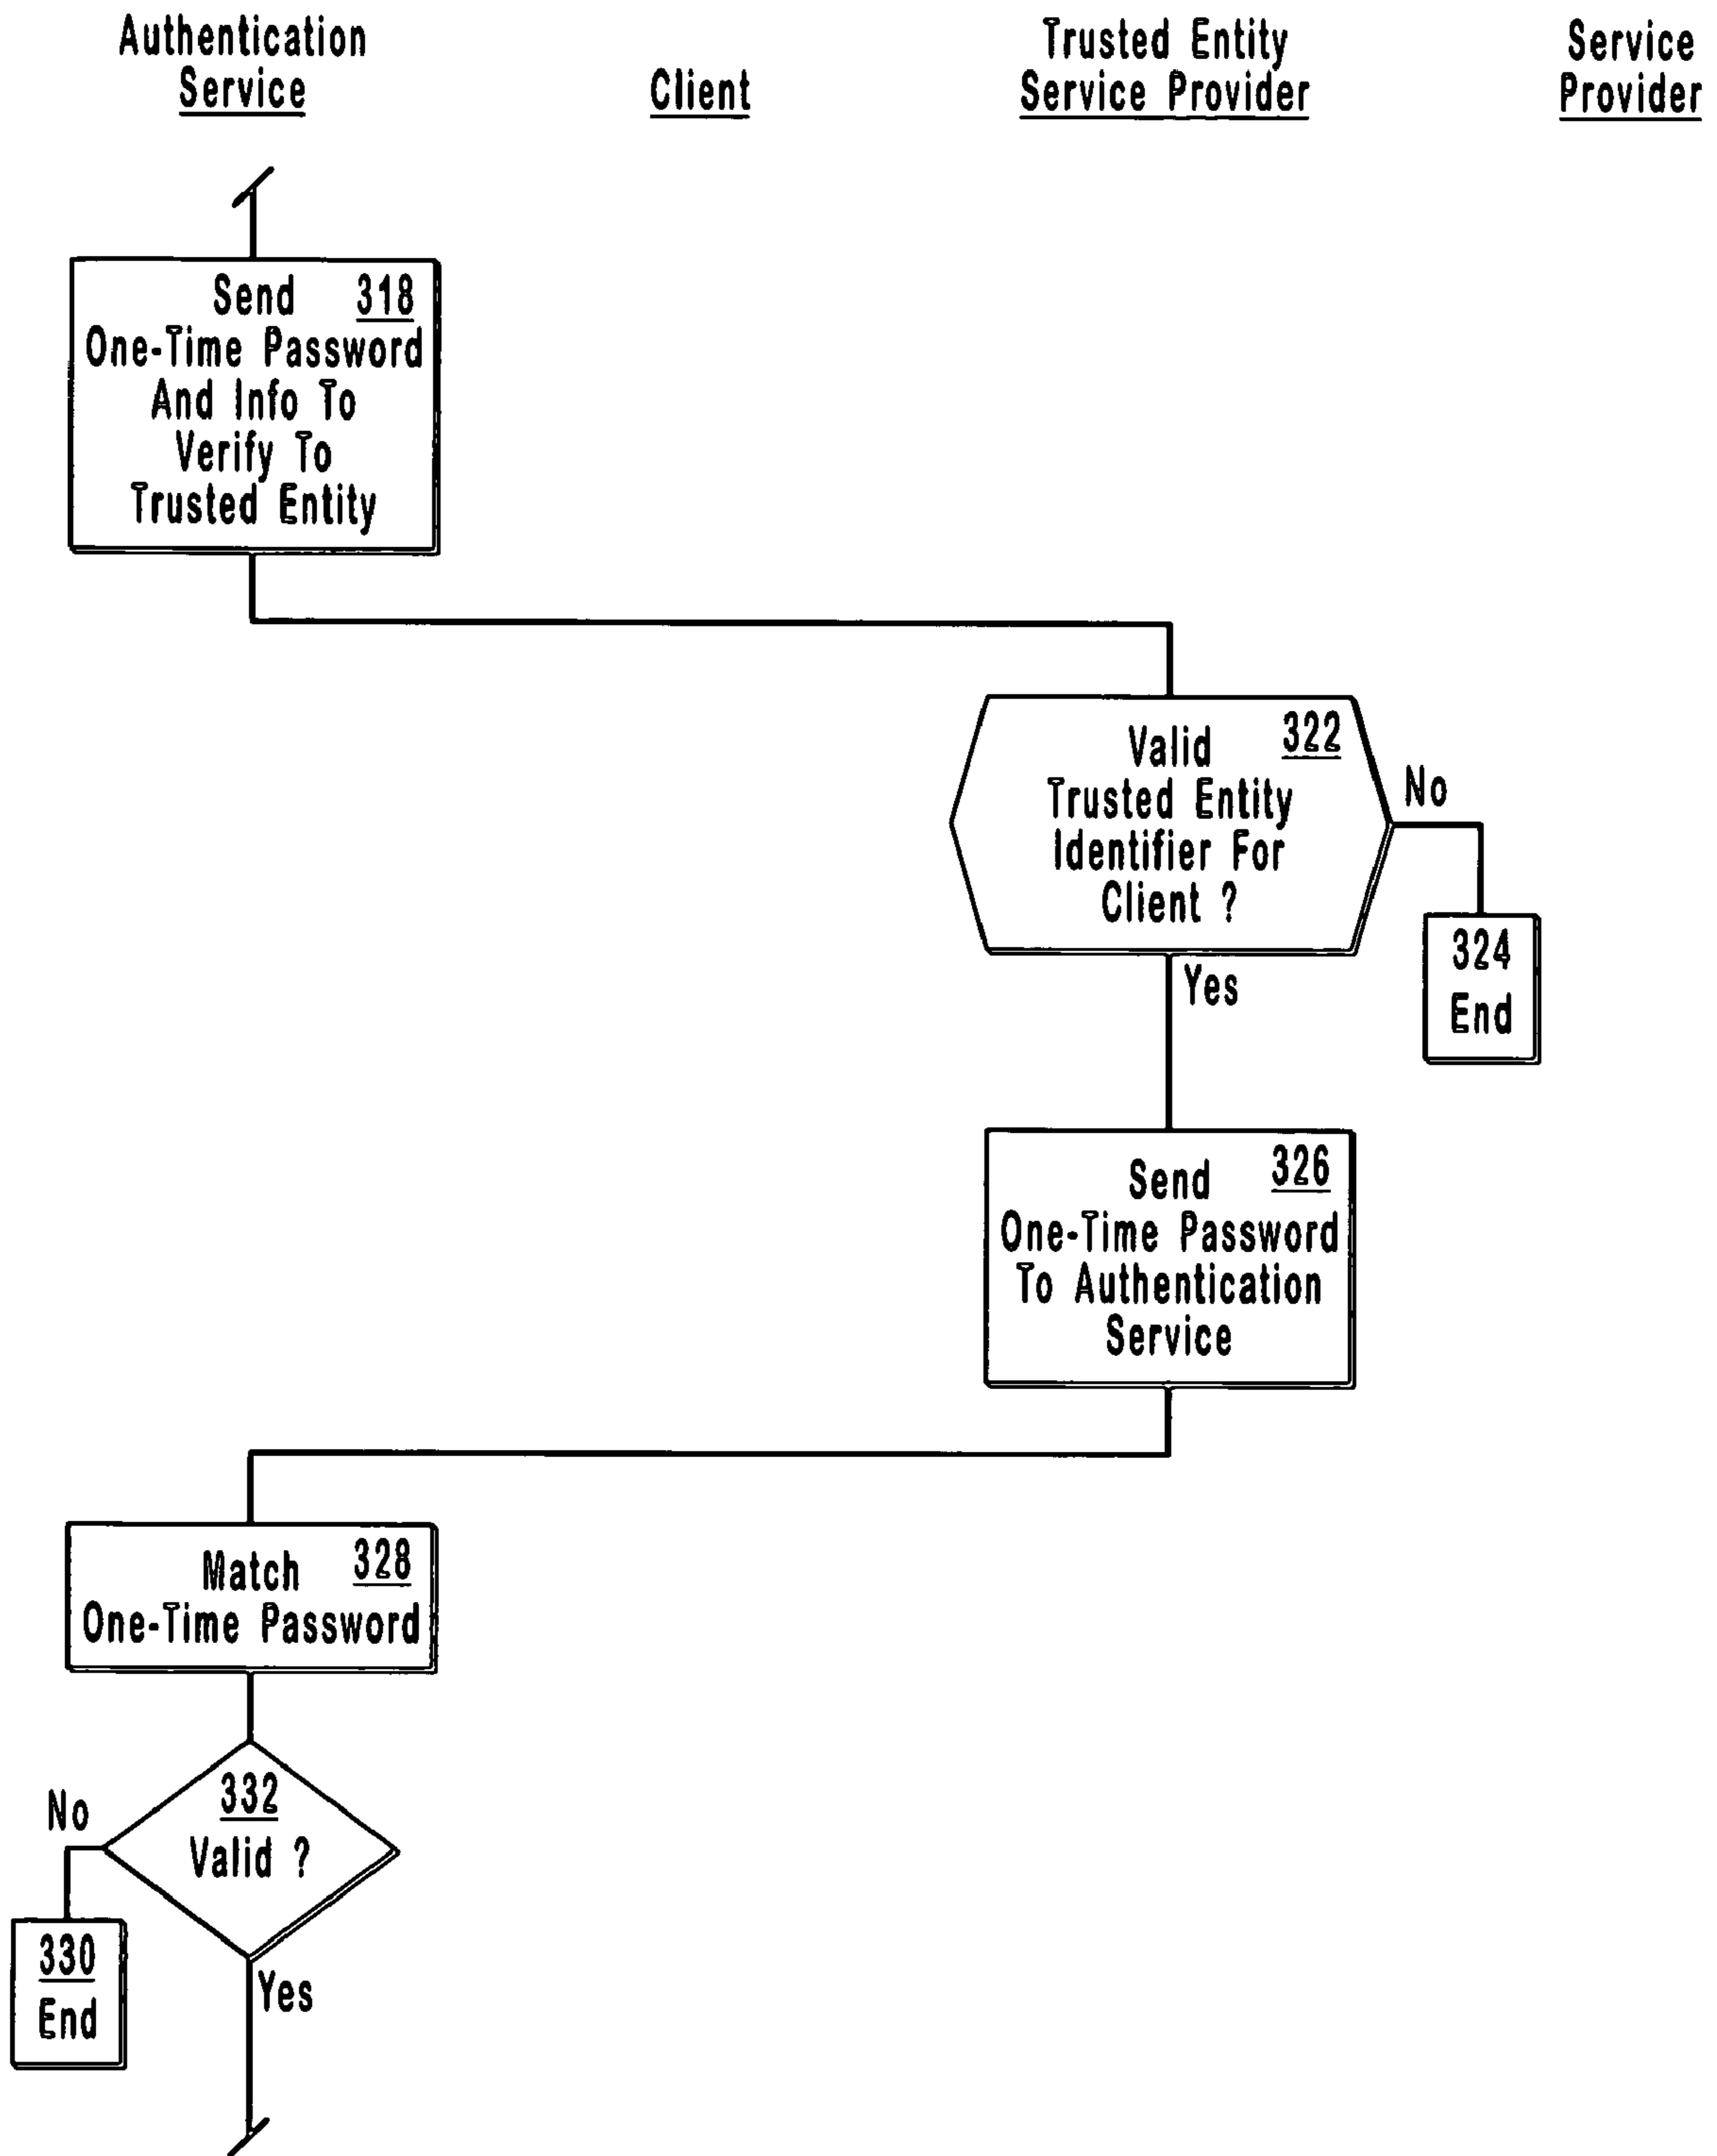 Authentication
Service
Client
Trusted Entity
Service Provider
Service
Provider
Send 318
One-Time Password
And Info To
Verify To
Trusted Entity
Valid 322
Trusted Entity
Identifier For
Client ?
No
324
End
Yes
Send 326
One-Time Password
To Authentication
Service
Match 328
One-Time Password
332
Valid ?
No
330
End
Yes